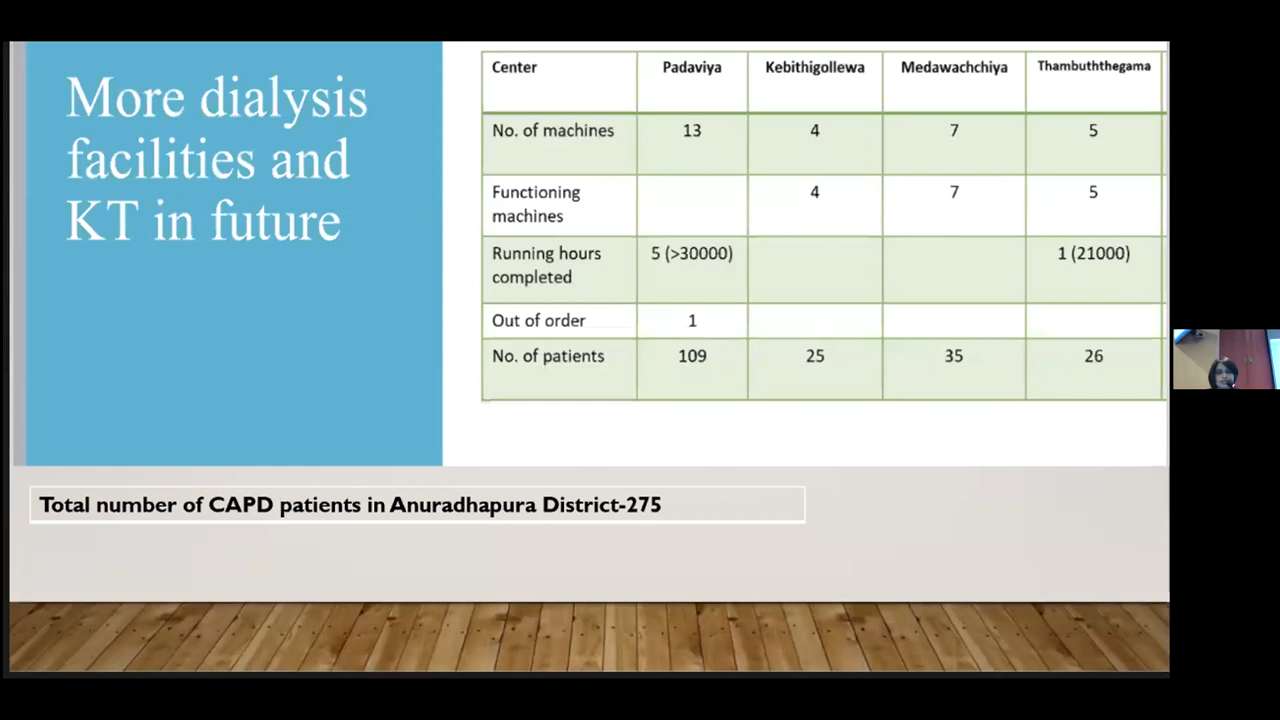 More dialysis
facilities and
KT in future
Center Padaviya Kebithigollewa Medawachchiya Thambuththegama
No. of machines 13 4 7 5
Functioning 4 7 5
machines
Running hours 5 (>30000) 1 (21000)
completed
Out of order 1
No. of patients 109 25 35 26
Total number of CAPD patients in Anuradhapura District-275